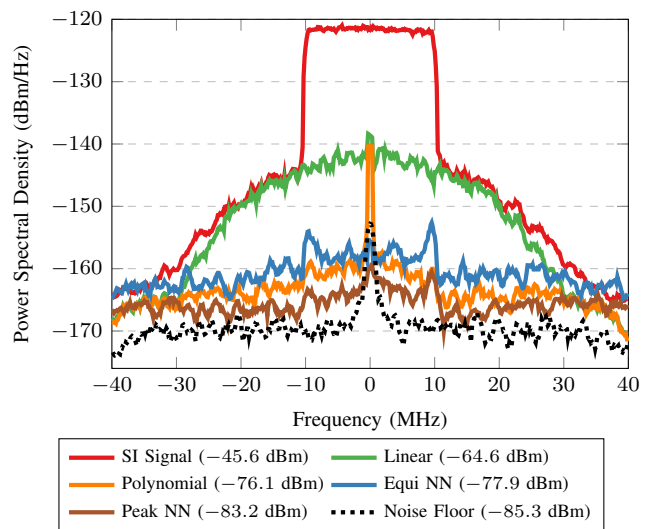 Power Spectral Density (dBm/Hz)
−120
−130
−140
−150
−160
−170
−40 −30 −20 −10 0 10 20 30 40
Frequency (MHz)
SI Signal (−45.6 dBm) Linear (−64.6 dBm)
Polynomial (−76.1 dBm) Equi NN (−77.9 dBm)
Peak NN (−83.2 dBm) Noise Floor (−85.3 dBm)